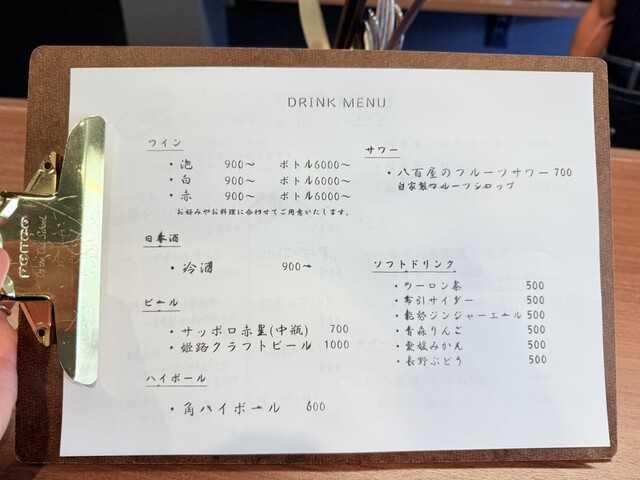 DRINK MENU
ワイン
・泡 900～ ボトル6000～
・白 900～ ボトル6000～
・赤 900～ ボトル6000～
お好みやお料理に合わせてご用意いたします。
日本酒
・冷酒 900～
ビール
・サッポロ赤星(中瓶) 700
・姫路クラフトビール 1000
ハイボール
・角ハイボール 600
サワー
・八百屋のフルーツサワー 700
自家製フルーツシロップ
ソフトドリンク
・ウーロン茶 500
・布引サイダー 500
・能勢ジンジャーエール 500
・青森りんご 500
・愛媛みかん 500
・長野ぶどう 500